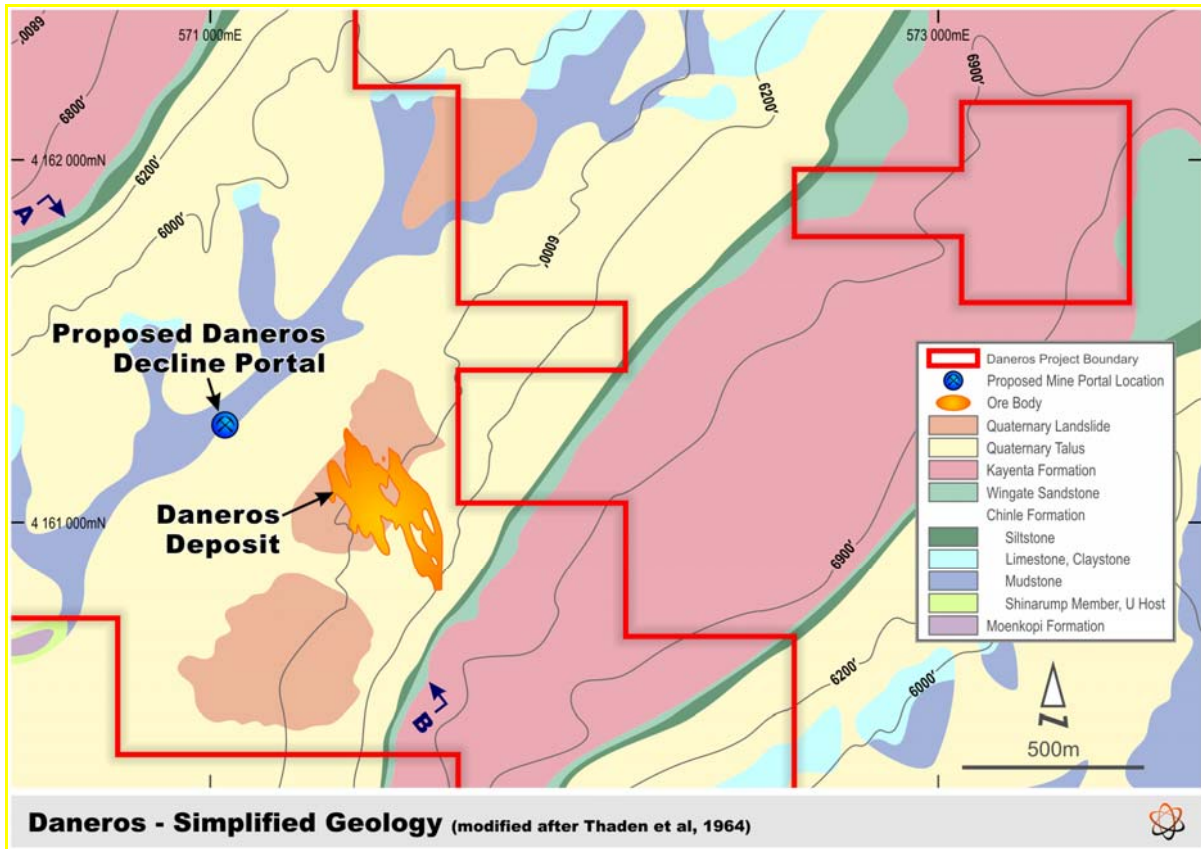 571 000mE
573 000mE
6800'
6900'
6200'
6800'
4 162 000mN
6200'
A
6000'
6000'
Proposed Daneros
Decline Portal
Daneros Project Boundary
Proposed Mine Portal Location
Ore Body
Quaternary Landslide
Quaternary Talus
Kayenta Formation
Wingate Sandstone
Chinle Formation
Siltstone
Limestone, Claystone
Mudstone
Shinarump Member, U Host
Moenkopi Formation
Daneros
Deposit
4 161 000mN
6900'
6200'
6000'
B
N
500m
Daneros - Simplified Geology (modified after Thaden et al, 1964)